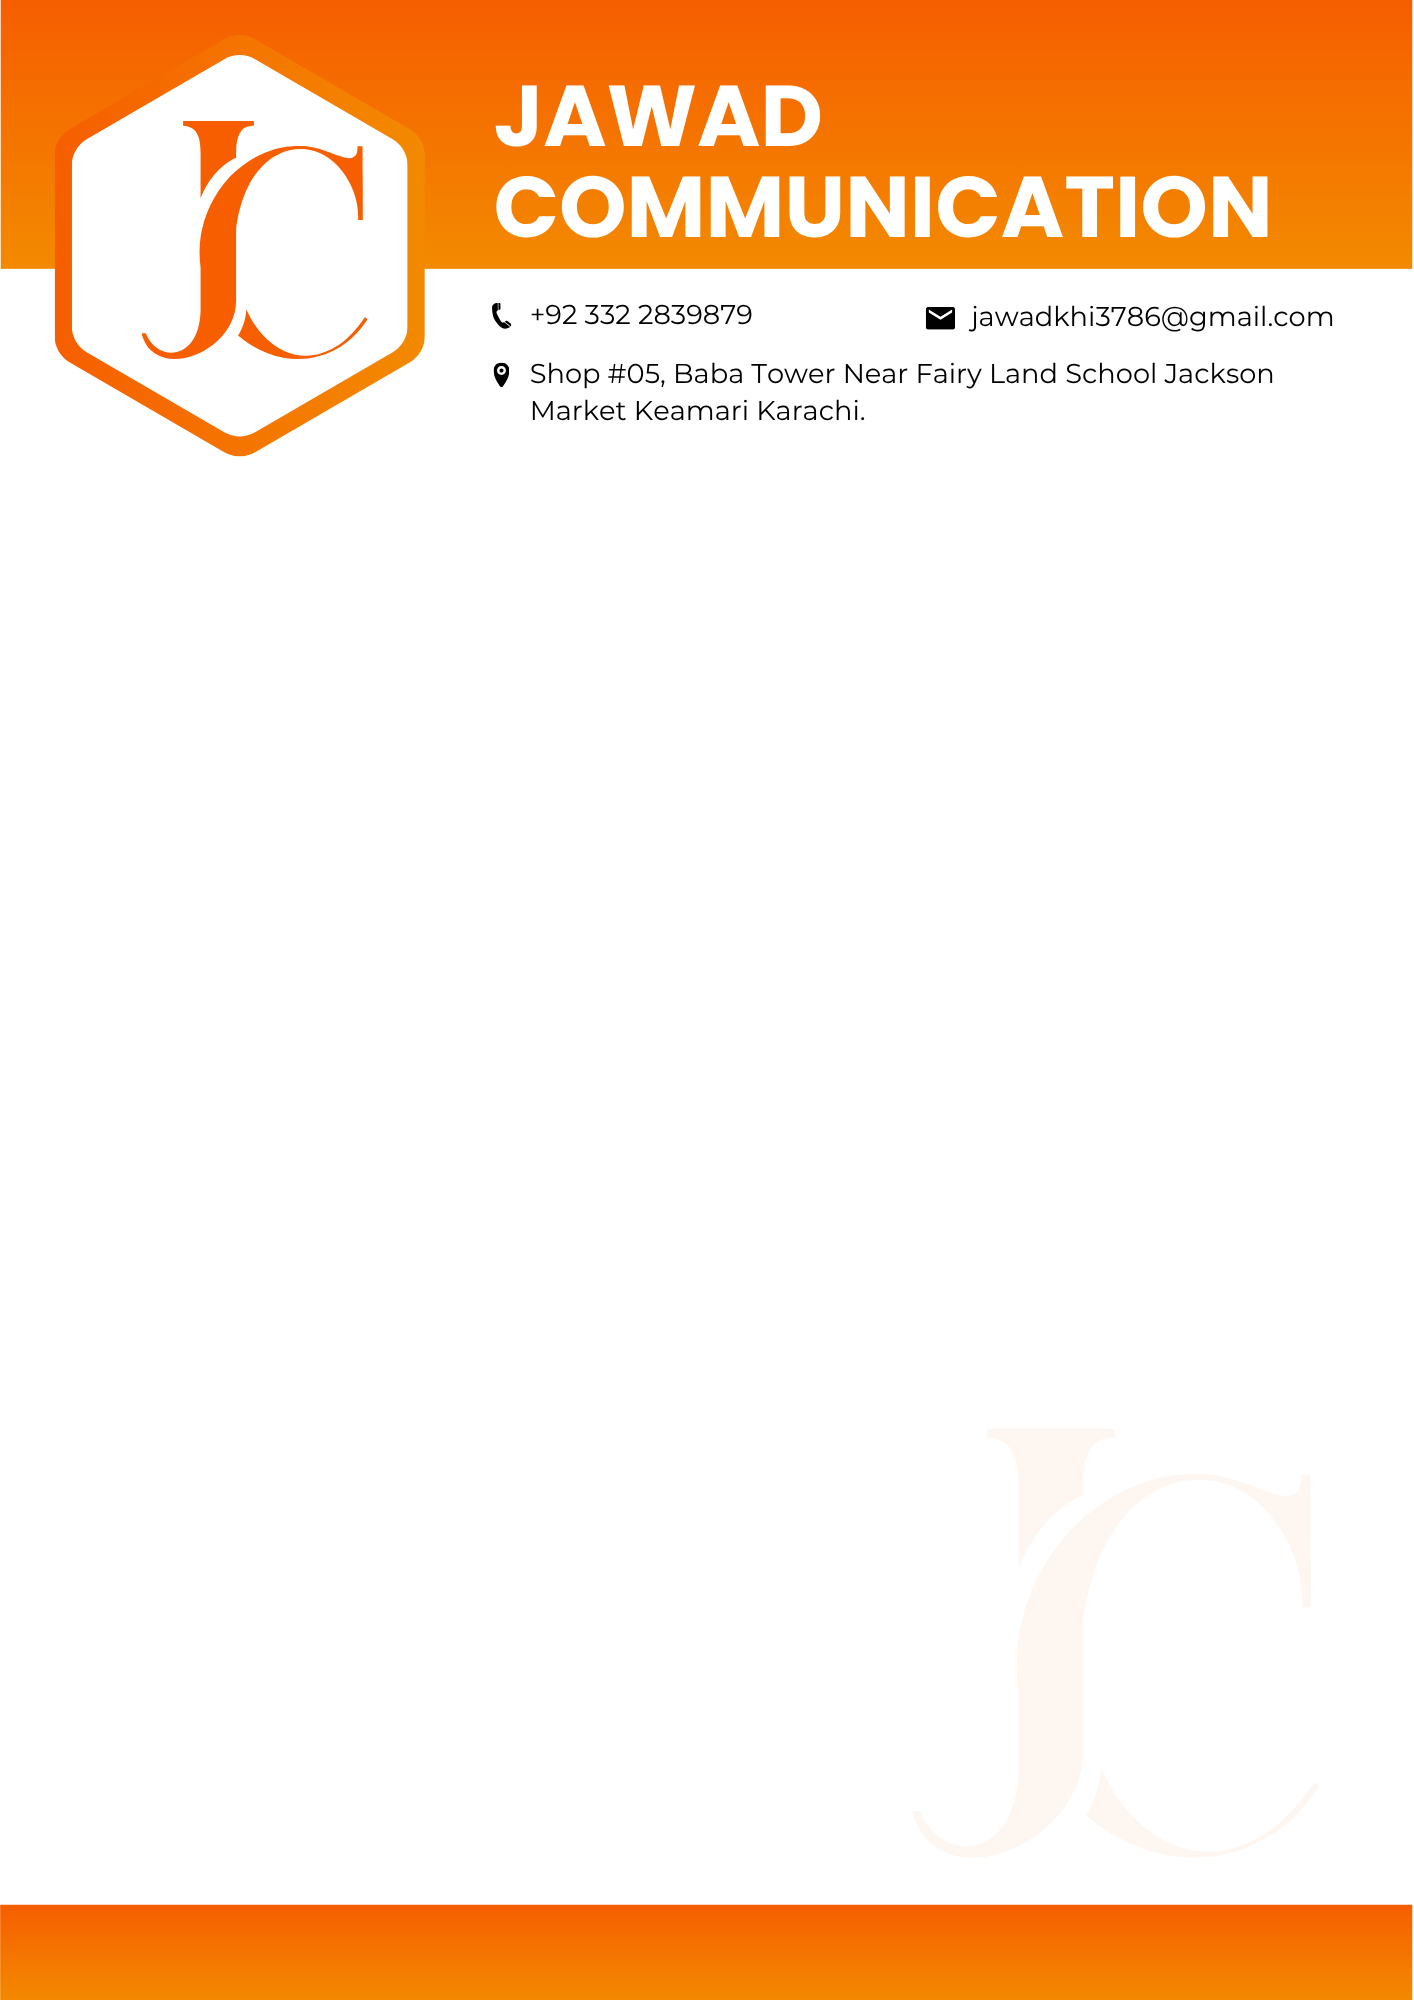 JC
JAWAD
COMMUNICATION
+92 332 2839879
jawadkhi3786@gmail.com
Shop #05, Baba Tower Near Fairy Land School Jackson
Market Keamari Karachi.
JC